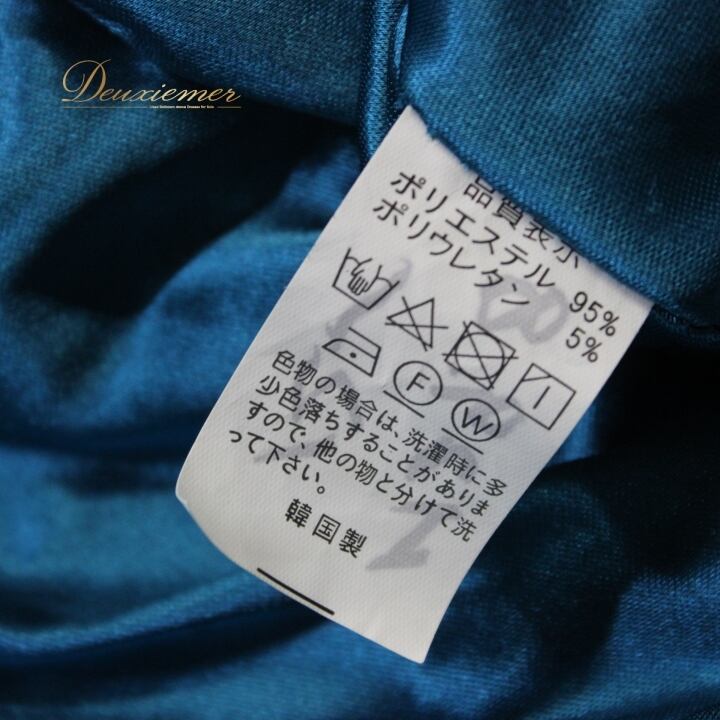 Deuxiemer
品質表示
ポリエステル 95%
ポリウレタン 5%
F W
色物の場合は、洗濯時に多
少色落ちすることがありま
すので、他の物と分けて洗
って下さい。
韓国製